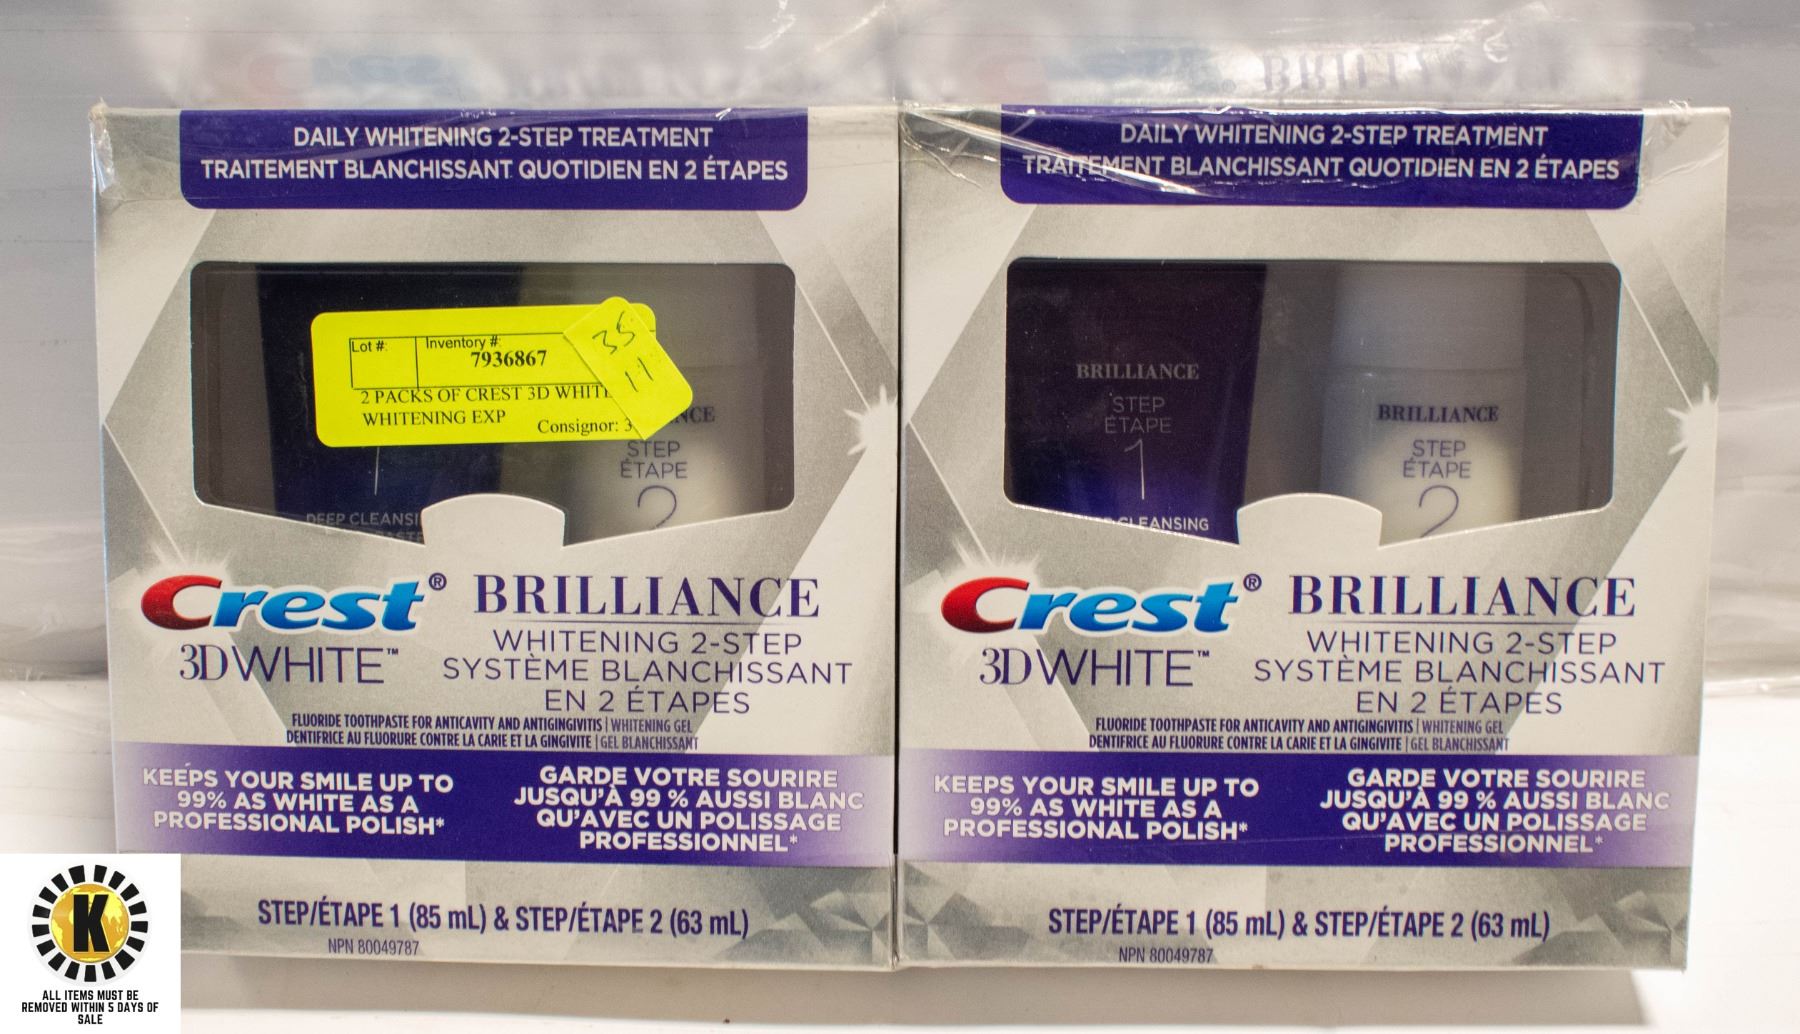 DAILY WHITENING 2-STEP TREATMENT
TRAITEMENT BLANCHISSANT QUOTIDIEN EN 2 ÉTAPES
Lot #:
Inventory #:
7936867
35
11
2 PACKS OF CREST 3D WHITE
WHITENING EXP
Consignor: 3
STEP
ÉTAPE
2
1
DEEP CLEANSI
Crest®
3DWHITE™
BRILLIANCE
WHITENING 2-STEP
SYSTÈME BLANCHISSANT
EN 2 ÉTAPES
FLUORIDE TOOTHPASTE FOR ANTICAVITY AND ANTIGINGIVITIS | WHITENING GEL
DENTIFRICE AU FLUORURE CONTRE LA CARIE ET LA GINGIVITE | GEL BLANCHISSANT
KEEPS YOUR SMILE UP TO
99% AS WHITE AS A
PROFESSIONAL POLISH*
GARDE VOTRE SOURIRE
JUSQU'À 99 % AUSSI BLANC
QU'AVEC UN POLISSAGE
PROFESSIONNEL*
STEP/ÉTAPE 1 (85 mL) & STEP/ÉTAPE 2 (63 mL)
NPN 80049787
DAILY WHITENING 2-STEP TREATMENT
TRAITEMENT BLANCHISSANT QUOTIDIEN EN 2 ÉTAPES
BRILLIANCE
STEP
ÉTAPE
1
CLEANSING
BRILLIANCE
STEP
ÉTAPE
2
Crest®
3DWHITE™
BRILLIANCE
WHITENING 2-STEP
SYSTÈME BLANCHISSANT
EN 2 ÉTAPES
FLUORIDE TOOTHPASTE FOR ANTICAVITY AND ANTIGINGIVITIS | WHITENING GEL
DENTIFRICE AU FLUORURE CONTRE LA CARIE ET LA GINGIVITE | GEL BLANCHISSANT
KEEPS YOUR SMILE UP TO
99% AS WHITE AS A
PROFESSIONAL POLISH*
GARDE VOTRE SOURIRE
JUSQU'À 99 % AUSSI BLANC
QU'AVEC UN POLISSAGE
PROFESSIONNEL*
STEP/ÉTAPE 1 (85 mL) & STEP/ÉTAPE 2 (63 mL)
NPN 80049787
K
ALL ITEMS MUST BE
REMOVED WITHIN 5 DAYS OF
SALE